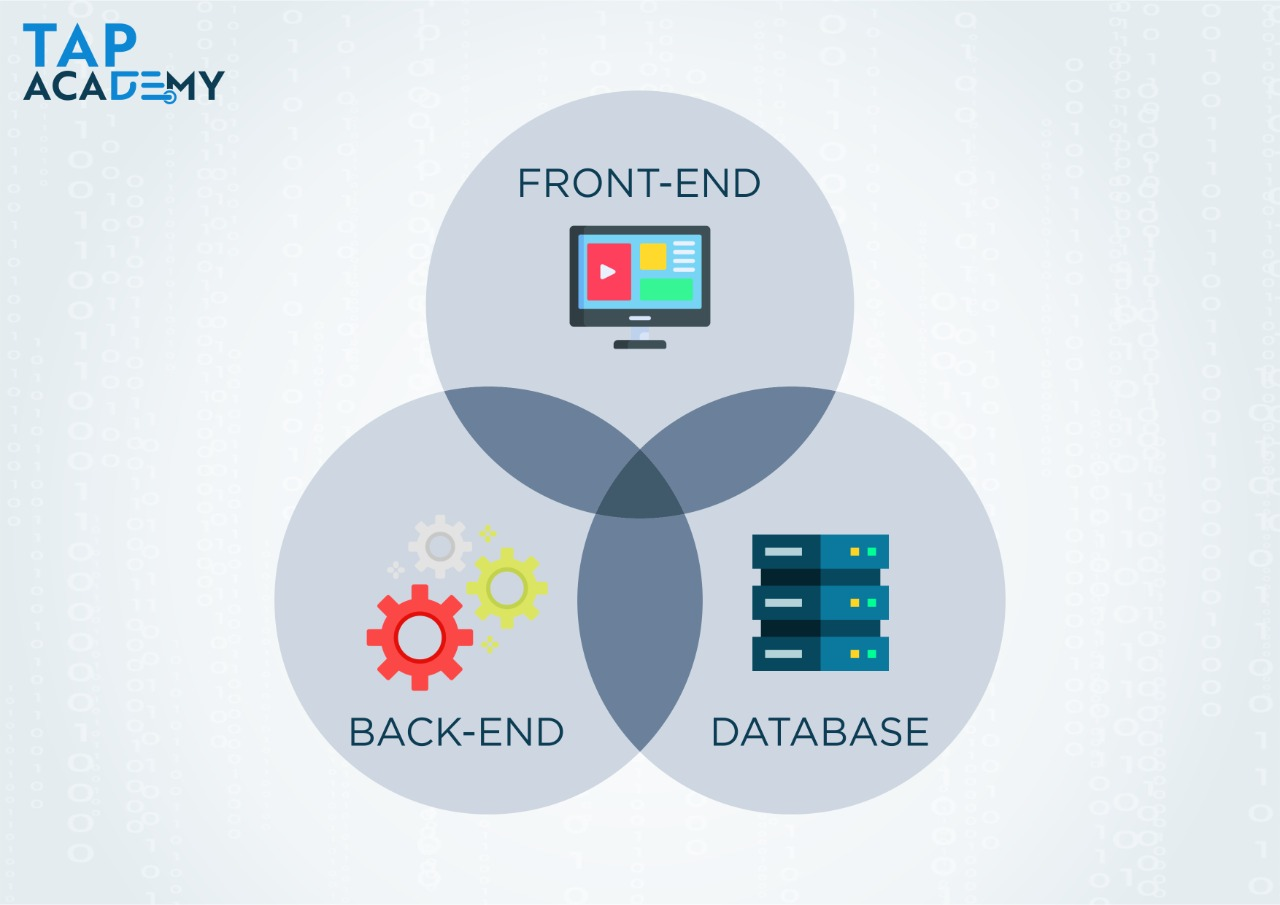 TAP
ACADEMY
FRONT-END
BACK-END
DATABASE